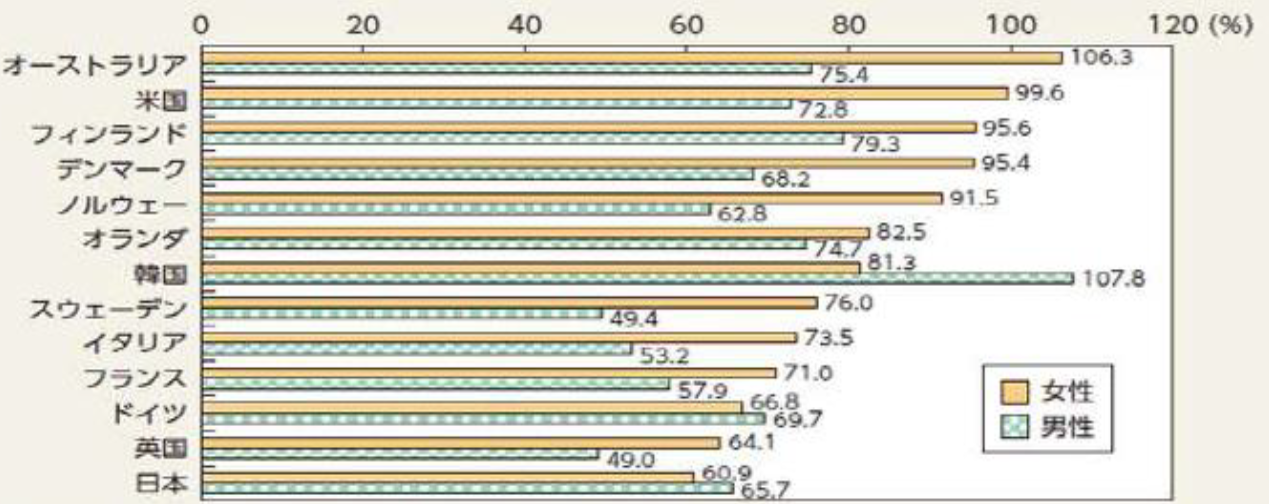 0 20 40 60 80 100 120 (%)
オーストラリア 106.3
75.4
米国 99.6
72.8
フィンランド 95.6
79.3
デンマーク 95.4
68.2
ノルウェー 91.5
62.8
オランダ 82.5
74.7
韓国 81.3
107.8
スウェーデン 76.0
49.4
イタリア 73.5
53.2
フランス 71.0
57.9
ドイツ 66.8
69.7
英国 64.1
49.0
日本 60.9
65.7
女性
男性